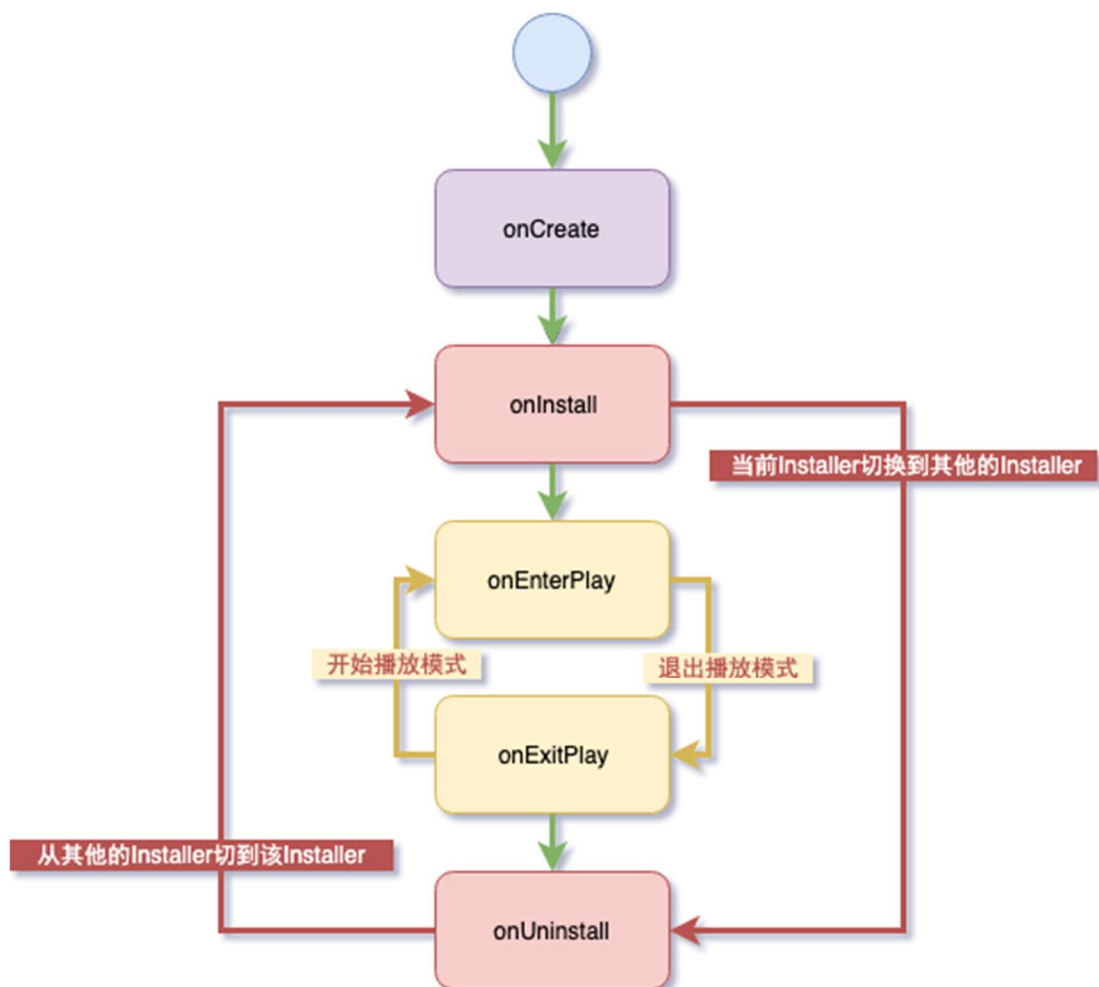 onCreate
onInstall
当前Installer切换到其他的Installer
onEnterPlay
开始播放模式
退出播放模式
onExitPlay
从其他的Installer切到该Installer
onUninstall